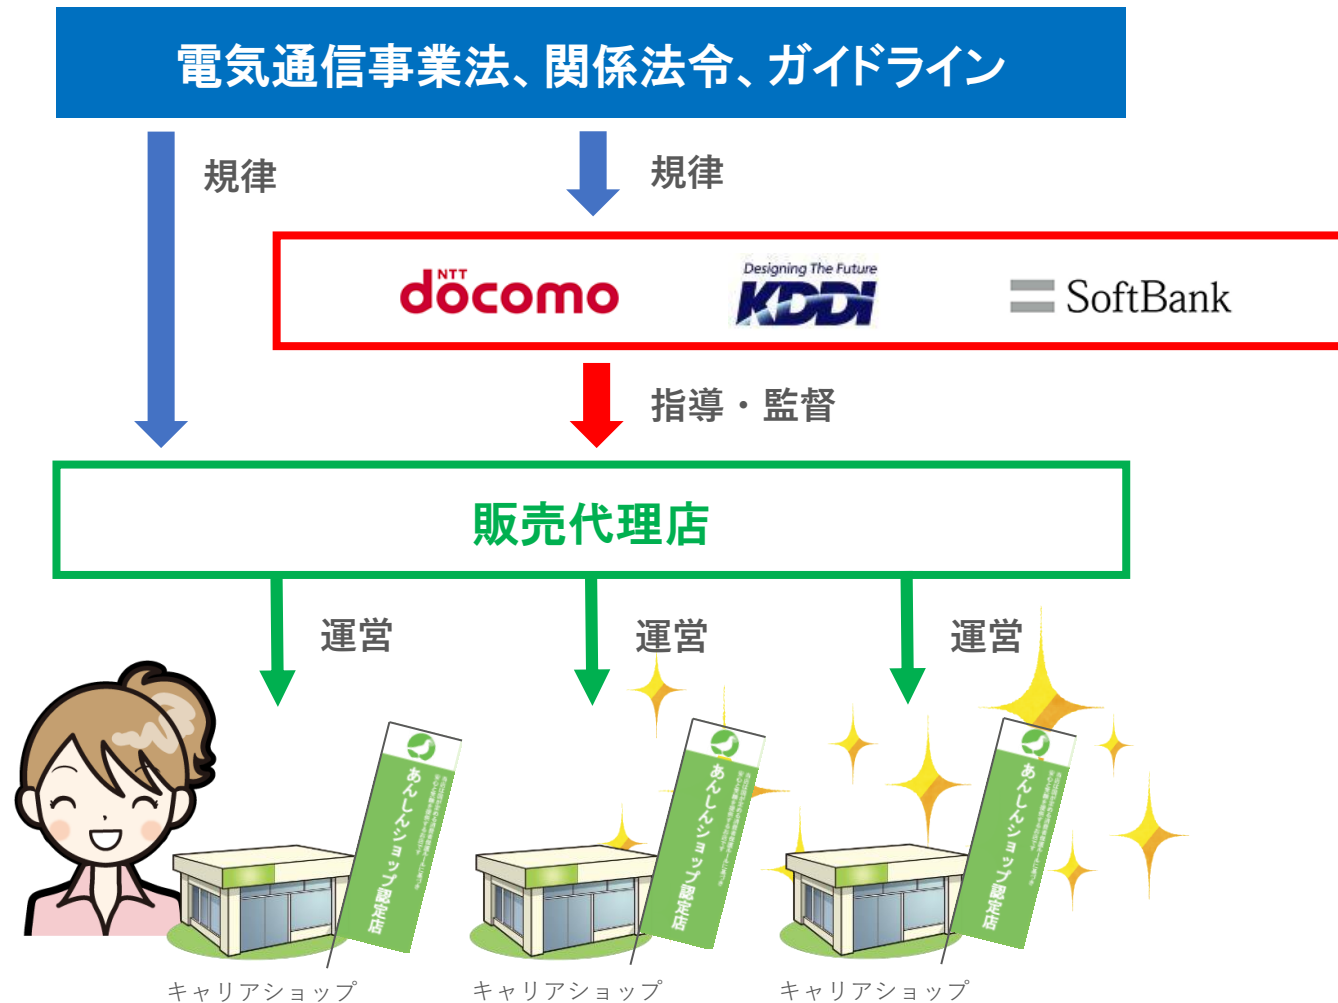 電気通信事業法、関係法令、ガイドライン
規律
規律
NTT
döcomo
Designing The Future
KDDI
SoftBank
指導・監督
販売代理店
運営
運営
運営
あんしんショップ認定店
あんしんショップ認定店
あんしんショップ認定店
キャリアショップ
キャリアショップ
キャリアショップ